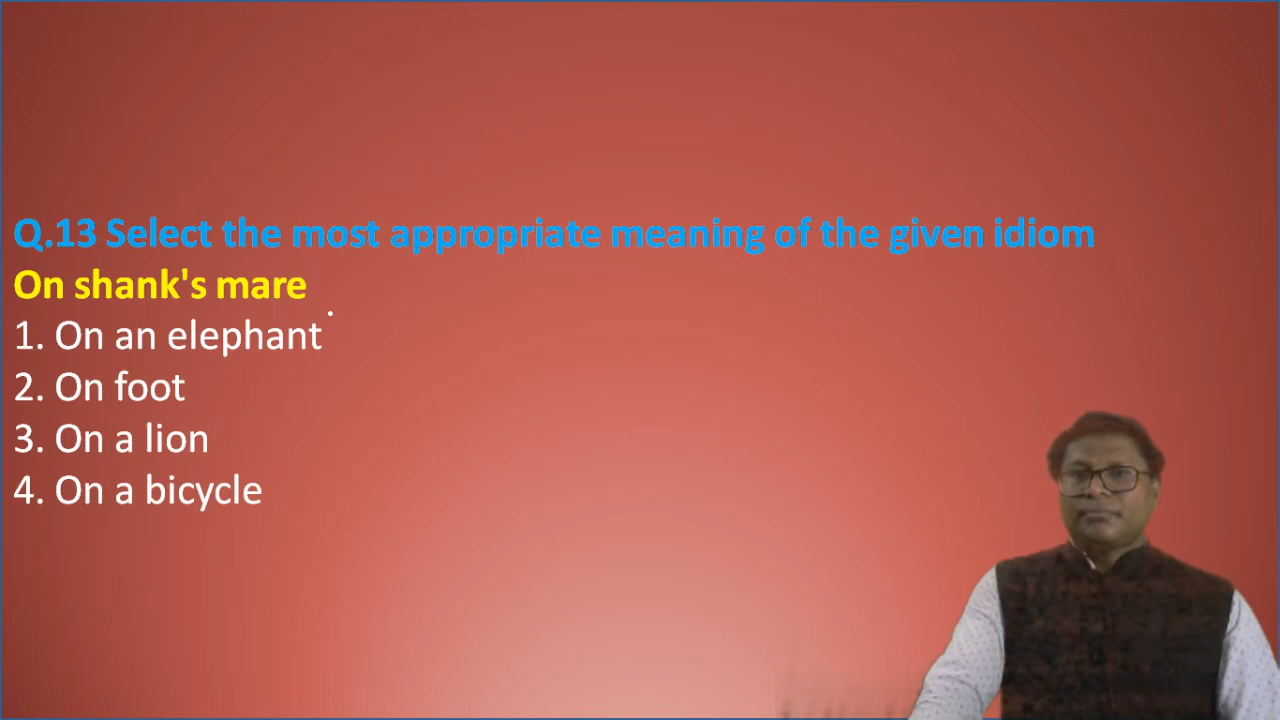 Q.13 Select the most appropriate meaning of the given idiom
On shank's mare
1. On an elephant
2. On foot
3. On a lion
4. On a bicycle